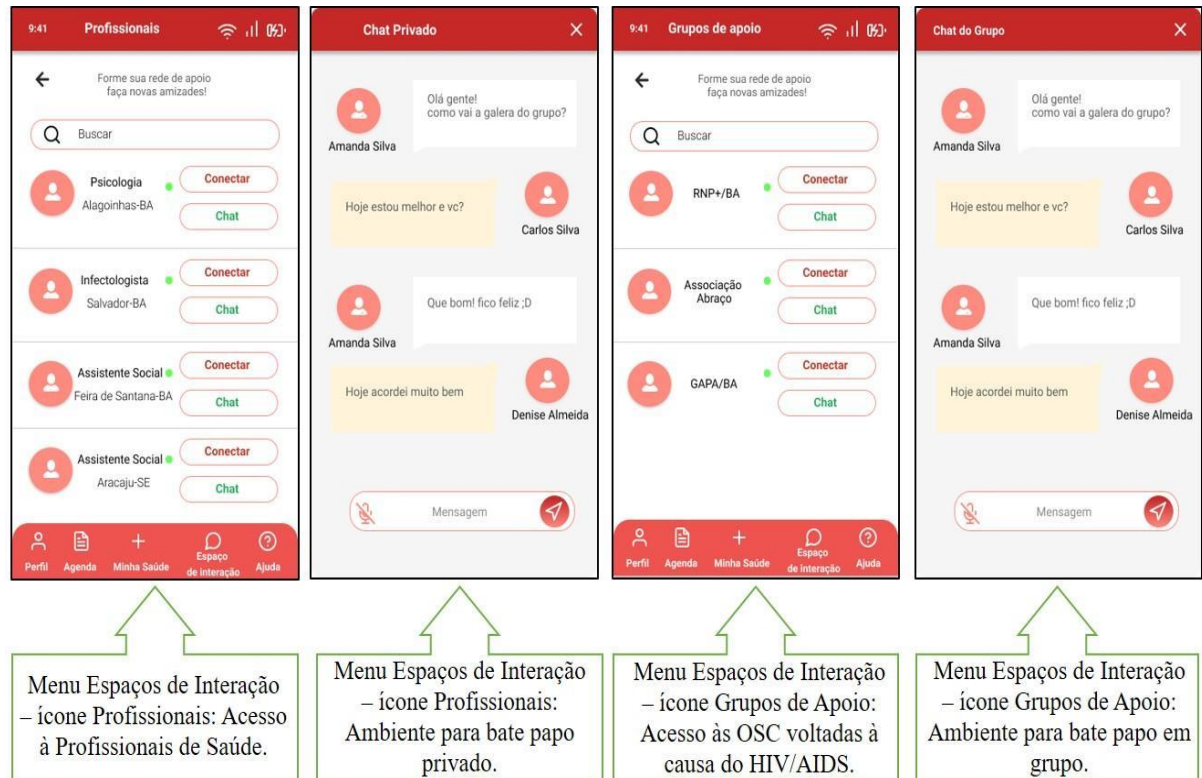 9:41 Profissionais
Forme sua rede de apoio
faça novas amizades!
Buscar
Psicologia
Alagoinhas-BA
Conectar
Chat
Infectologista
Salvador-BA
Conectar
Chat
Assistente Social
Feira de Santana-BA
Conectar
Chat
Assistente Social
Aracaju-SE
Conectar
Chat
Perfil
Agenda
Minha Saúde
Espaço
de interação
Ajuda
Chat Privado
Olá gente!
como vai a galera do grupo?
Amanda Silva
Hoje estou melhor e vc?
Carlos Silva
Que bom! fico feliz ;D
Amanda Silva
Hoje acordei muito bem
Denise Almeida
Mensagem
9:41 Grupos de apoio
Forme sua rede de apoio
faça novas amizades!
Buscar
RNP+/BA
Conectar
Chat
Associação
Abraço
Conectar
Chat
GAPA/BA
Conectar
Chat
Perfil
Agenda
Minha Saúde
Espaço
de interação
Ajuda
Chat do Grupo
Olá gente!
como vai a galera do grupo?
Amanda Silva
Hoje estou melhor e vc?
Carlos Silva
Que bom! fico feliz ;D
Amanda Silva
Hoje acordei muito bem
Denise Almeida
Mensagem
Menu Espaços de Interação
– ícone Profissionais: Acesso
à Profissionais de Saúde.
Menu Espaços de Interação
– ícone Profissionais:
Ambiente para bate papo
privado.
Menu Espaços de Interação
– ícone Grupos de Apoio:
Acesso às OSC voltadas à
causa do HIV/AIDS.
Menu Espaços de Interação
– ícone Grupos de Apoio:
Ambiente para bate papo em
grupo.